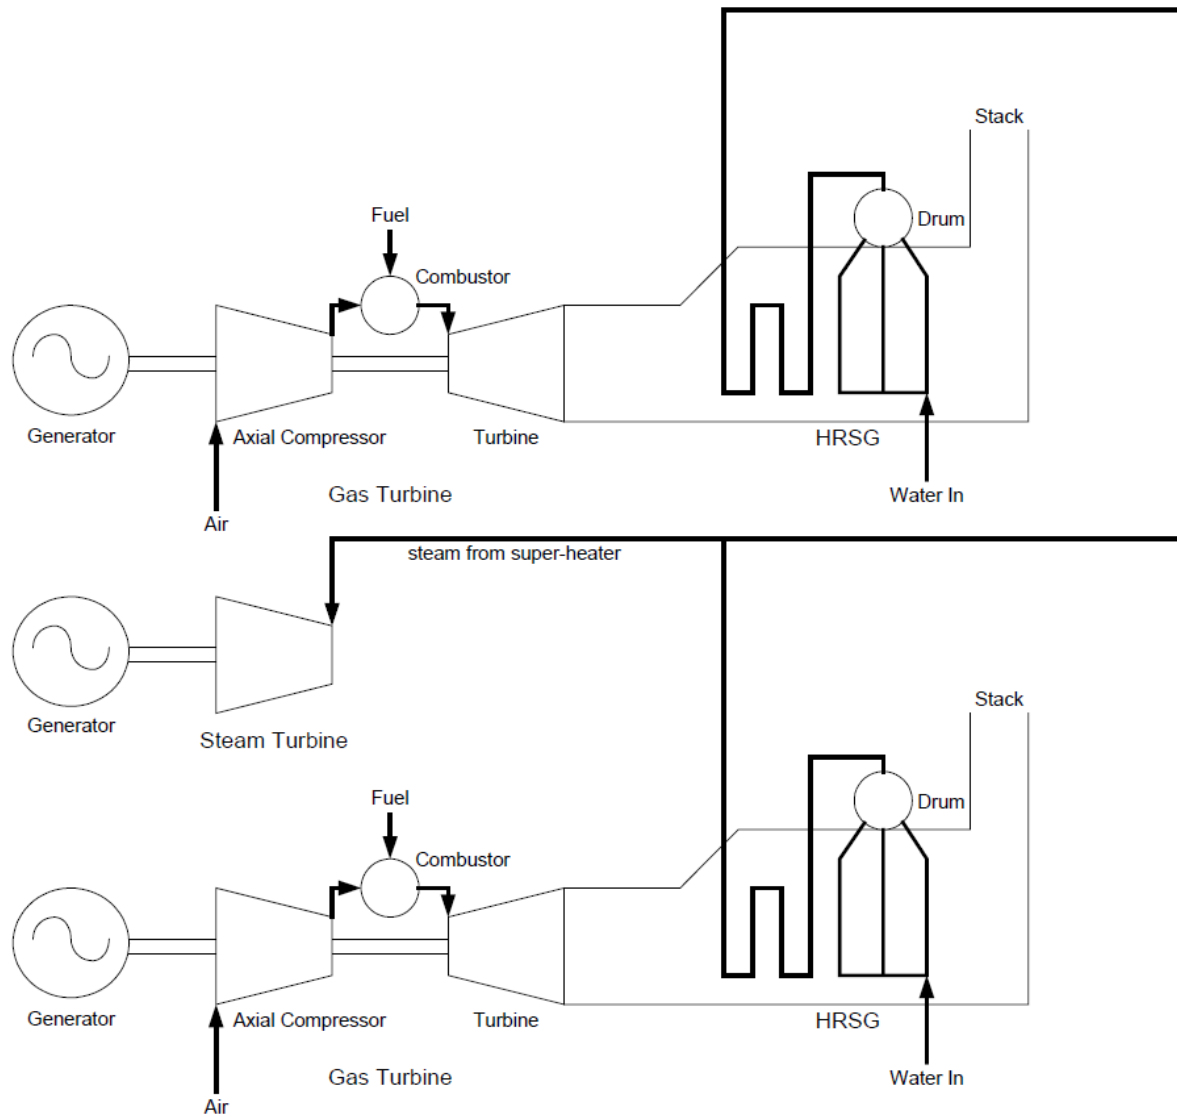 Stack
Fuel
Drum
Combustor
Generator
Axial Compressor
Turbine
HRSG
Gas Turbine
Water In
Air
steam from super-heater
Generator
Steam Turbine
Stack
Fuel
Drum
Combustor
Generator
Axial Compressor
Turbine
HRSG
Gas Turbine
Water In
Air